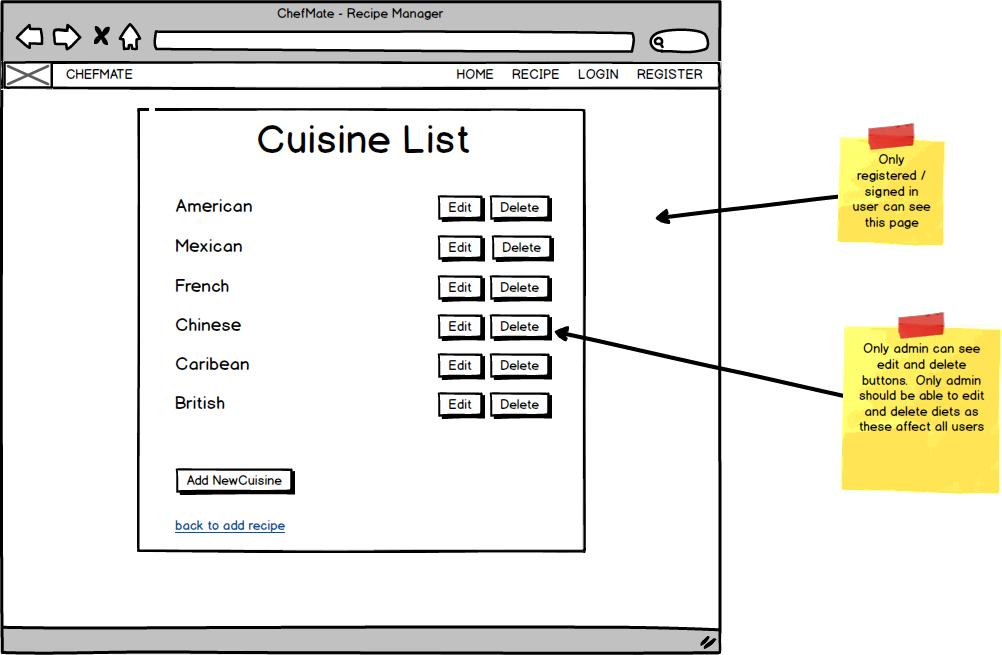 ChefMate - Recipe Manager
CHEFMATE HOME RECIPE LOGIN REGISTER
Cuisine List
American Edit Delete
Mexican Edit Delete
French Edit Delete
Chinese Edit Delete
Caribean Edit Delete
British Edit Delete
Add NewCuisine
back to add recipe
Only
registered /
signed in
user can see
this page
Only admin can see
edit and delete
buttons. Only admin
should be able to edit
and delete diets as
these affect all users